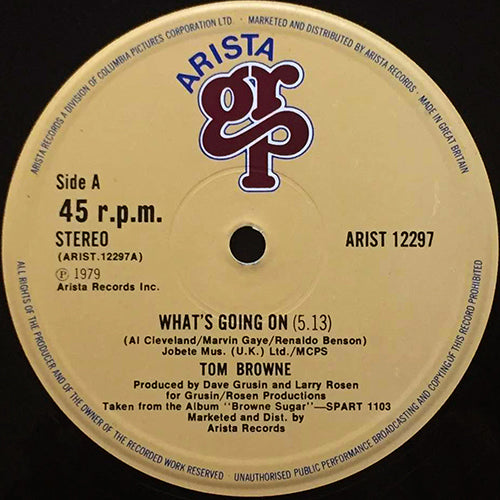 ARISTA RECORDS A DIVISION OF COLUMBIA PICTURES CORPORATION LTD. · MARKETED AND DISTRIBUTED BY ARISTA RECORDS · MADE IN GREAT BRITAIN
ARISTA
grp
Side A
45 r.p.m.
STEREO
(ARIST.12297A)
Ⓟ 1979
Arista Records Inc.
ARIST 12297
WHAT'S GOING ON (5.13)
(Al Cleveland/Marvin Gaye/Renaldo Benson)
Jobete Mus. (U.K.) Ltd./MCPS
TOM BROWNE
Produced by Dave Grusin and Larry Rosen
for Grusin/Rosen Productions
Taken from the Album "Browne Sugar"—SPART 1103
Marketed and Dist. by
Arista Records
ALL RIGHTS OF THE PRODUCER AND OF THE OWNER OF THE RECORDED WORK RESERVED · UNAUTHORISED PUBLIC PERFORMANCE BROADCASTING AND COPYING OF THIS RECORD PROHIBITED